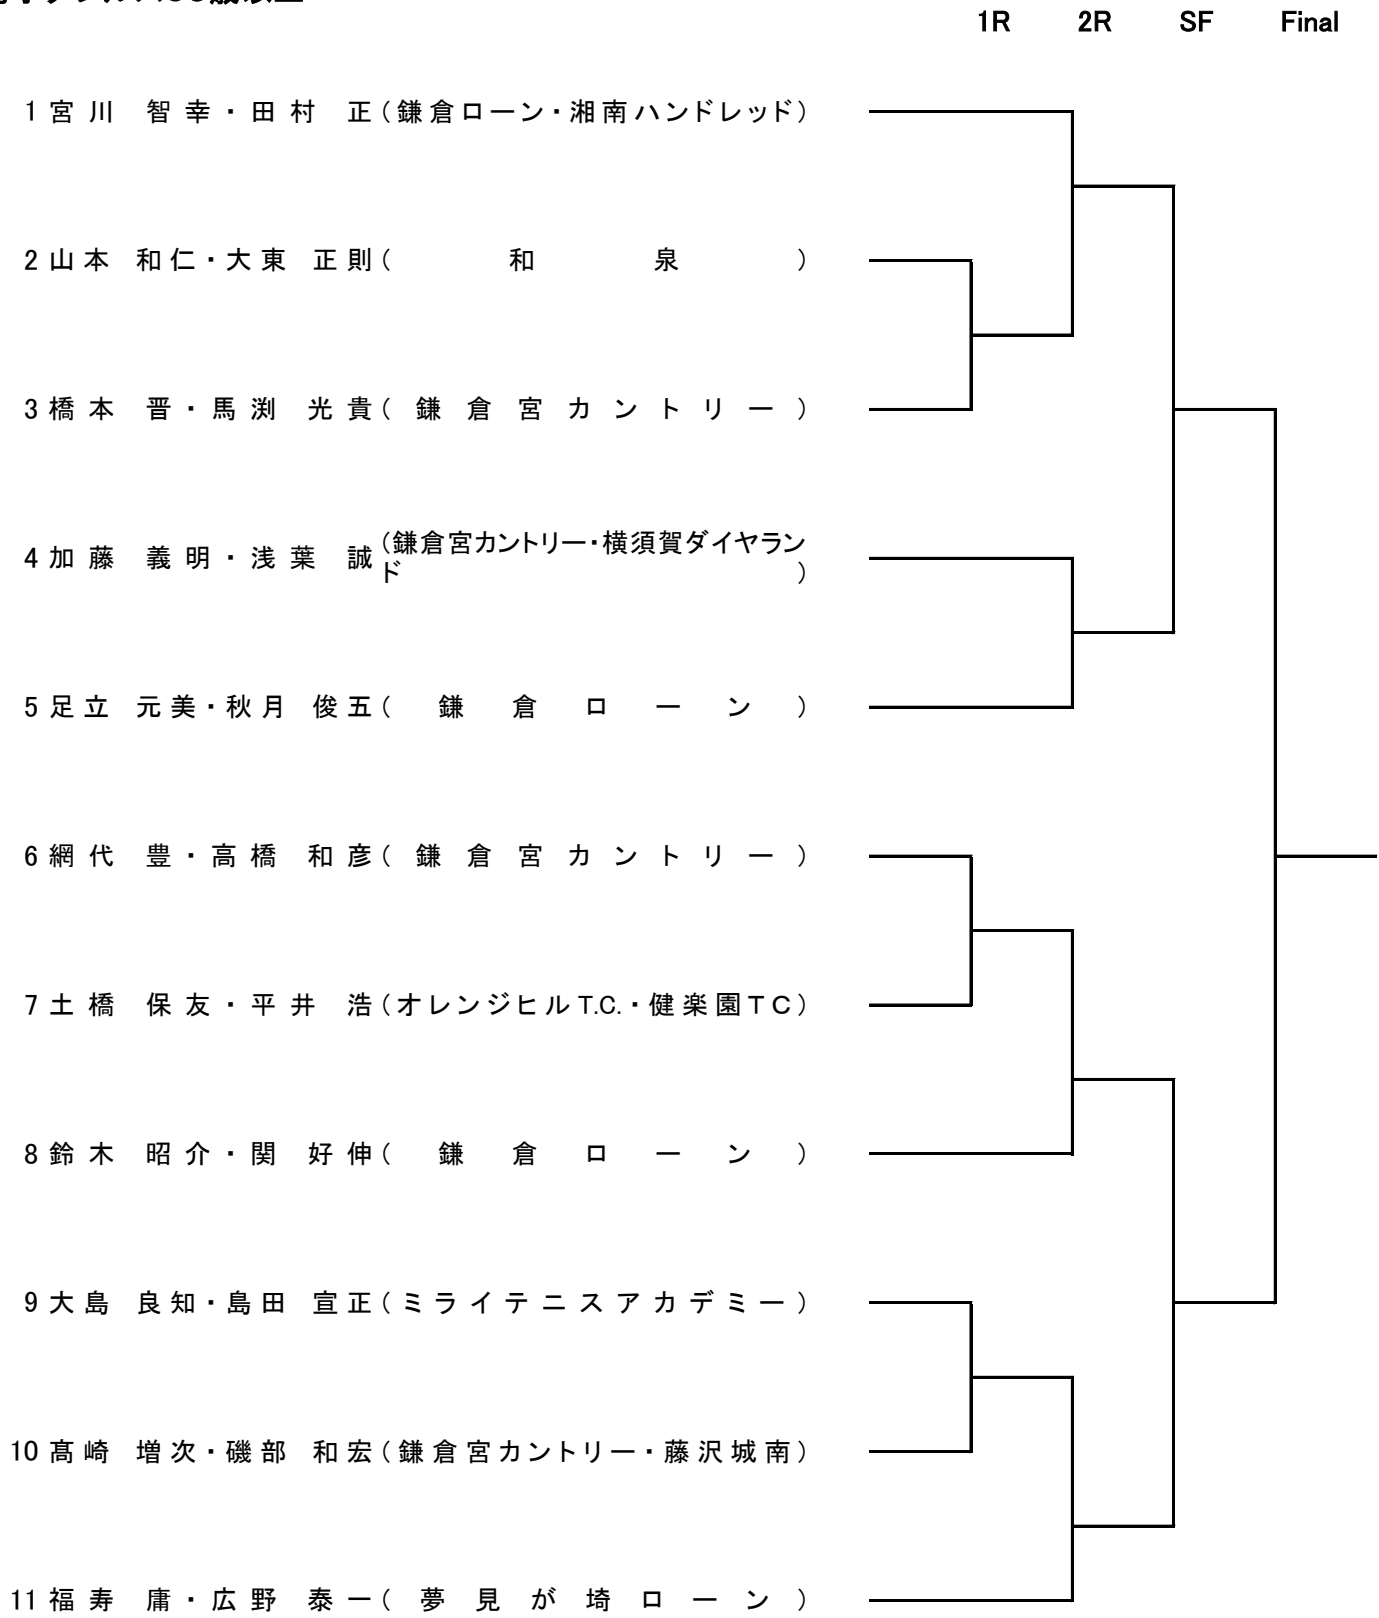 1R 2R SF Final
1 宮川 智幸・田村 正(鎌倉ローン・湘南ハンドレッド)
2 山本 和仁・大東 正則(和泉)
3 橋本 晋・馬渕 光貴(鎌倉宮カントリー)
4 加藤 義明・浅葉 誠(鎌倉宮カントリー・横須賀ダイヤラン
ド)
5 足立 元美・秋月 俊五(鎌倉ローン)
6 網代 豊・高橋 和彦(鎌倉宮カントリー)
7 土橋 保友・平井 浩(オレンジヒルT.C.・健楽園TC)
8 鈴木 昭介・関 好伸(鎌倉ローン)
9 大島 良知・島田 宣正(ミライテニスアカデミー)
10 髙崎 増次・磯部 和宏(鎌倉宮カントリー・藤沢城南)
11 福寿 庸・広野 泰一(夢見が埼ローン)